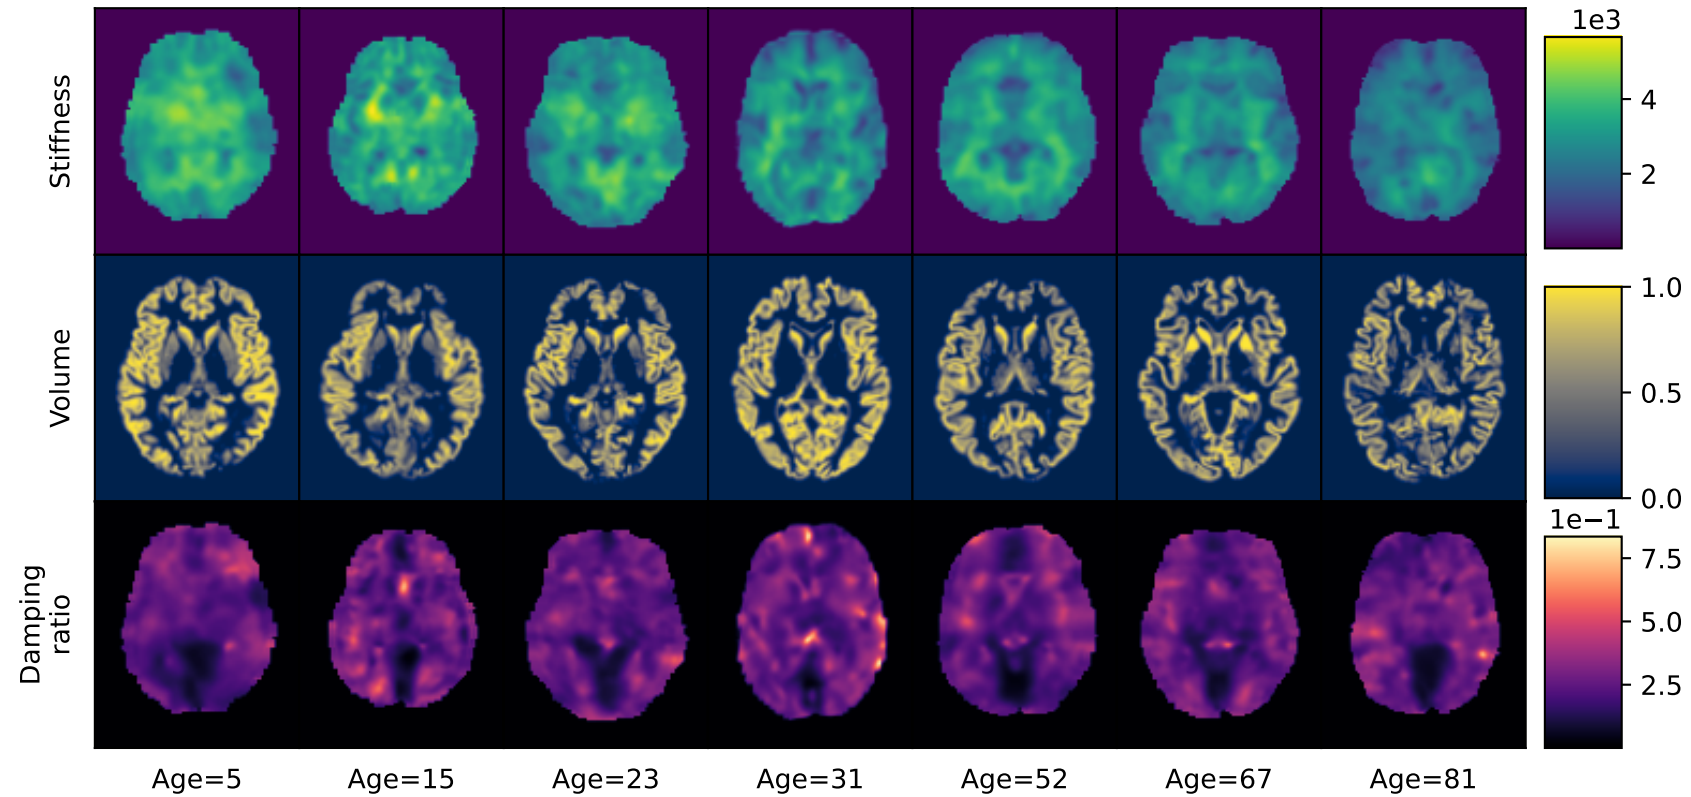 Stiffness
1e3
4
2
Volume
1.0
0.5
0.0
Damping
ratio
1e−1
7.5
5.0
2.5
Age=5 Age=15 Age=23 Age=31 Age=52 Age=67 Age=81